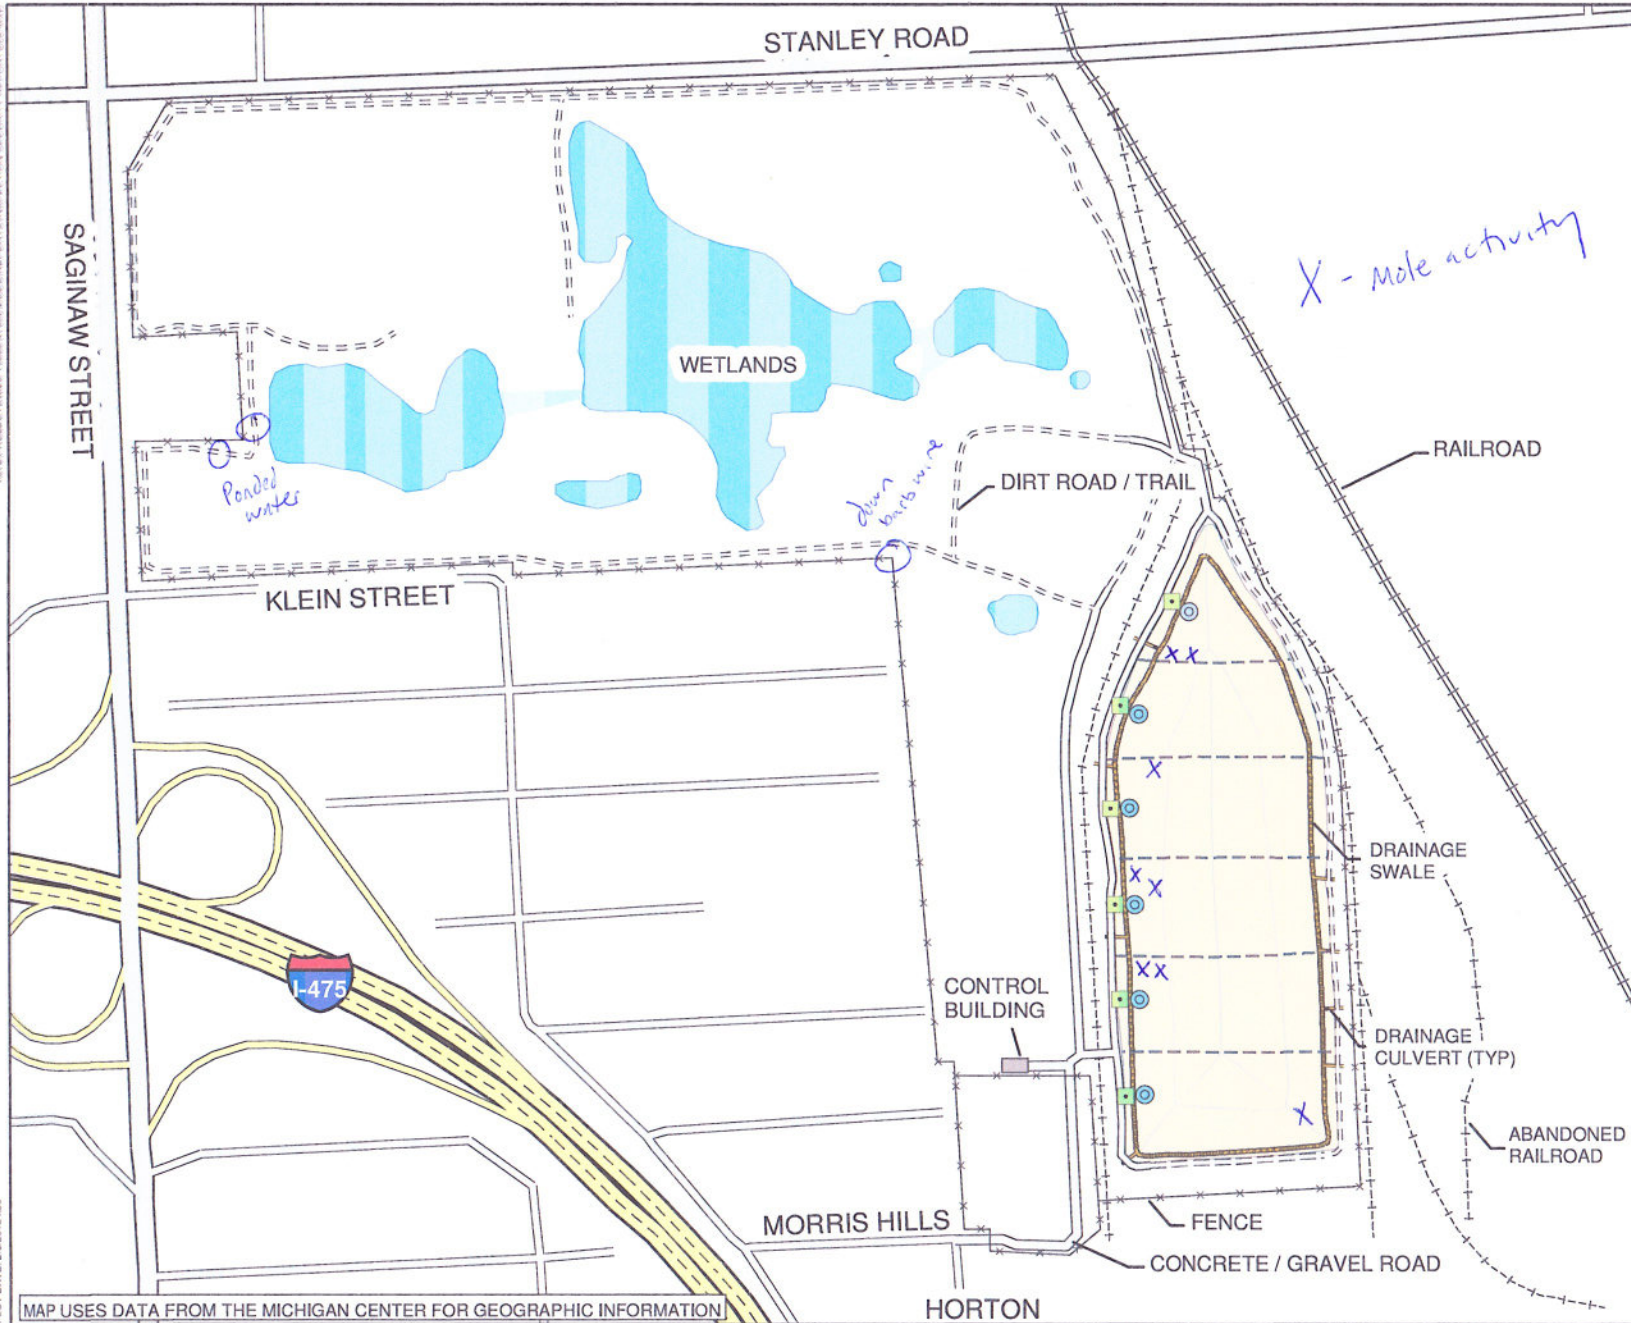 STANLEY ROAD
SAGINAW STREET
X - Mole activity
WETLANDS
Ponded
water
down
barb wire
DIRT ROAD / TRAIL
RAILROAD
KLEIN STREET
X X
X
X
X
X X
X
DRAINAGE
SWALE
I-475
CONTROL
BUILDING
DRAINAGE
CULVERT (TYP)
ABANDONED
RAILROAD
MORRIS HILLS
FENCE
CONCRETE / GRAVEL ROAD
HORTON
MAP USES DATA FROM THE MICHIGAN CENTER FOR GEOGRAPHIC INFORMATION